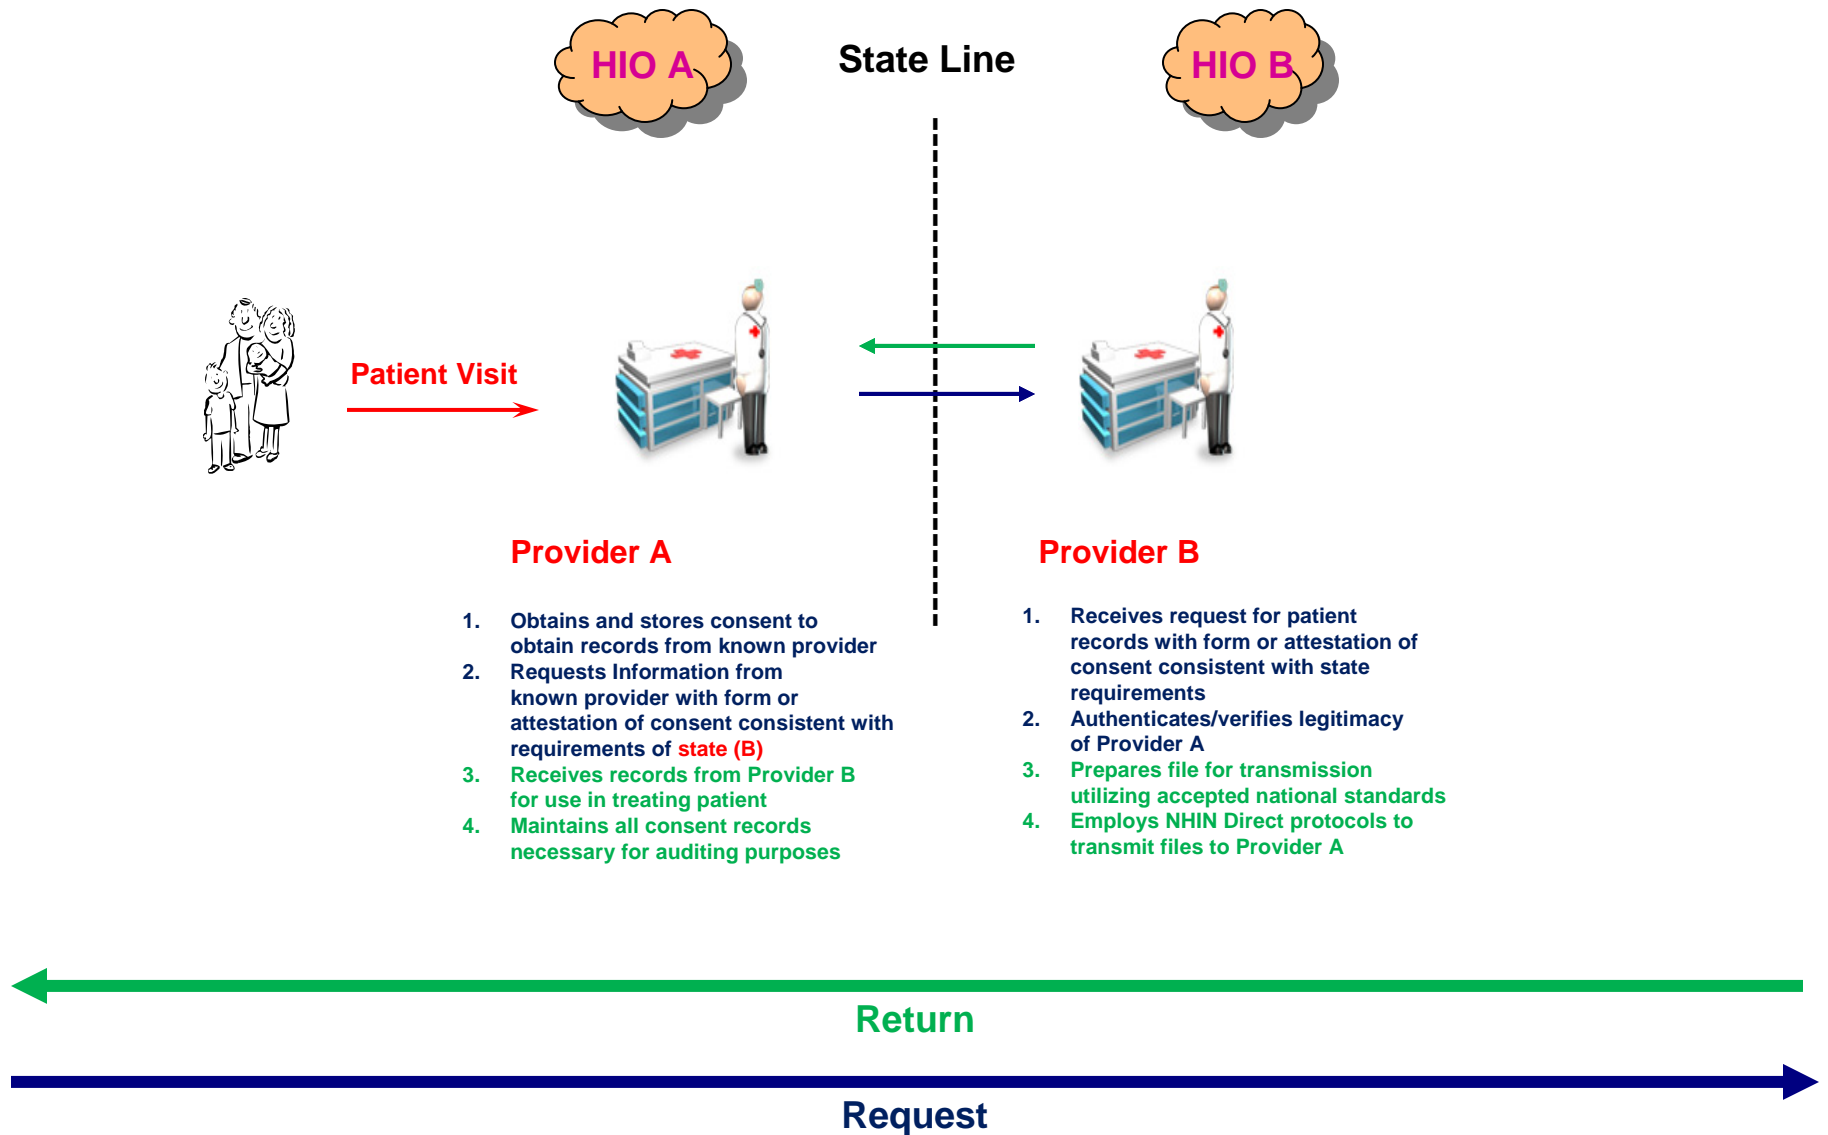 HIO A
State Line
HIO B
Patient Visit
Provider A
1. Obtains and stores consent to
obtain records from known provider
2. Requests Information from
known provider with form or
attestation of consent consistent with
requirements of state (B)
3. Receives records from Provider B
for use in treating patient
4. Maintains all consent records
necessary for auditing purposes
Provider B
1. Receives request for patient
records with form or attestation of
consent consistent with state
requirements
2. Authenticates/verifies legitimacy
of Provider A
3. Prepares file for transmission
utilizing accepted national standards
4. Employs NHIN Direct protocols to
transmit files to Provider A
Return
Request